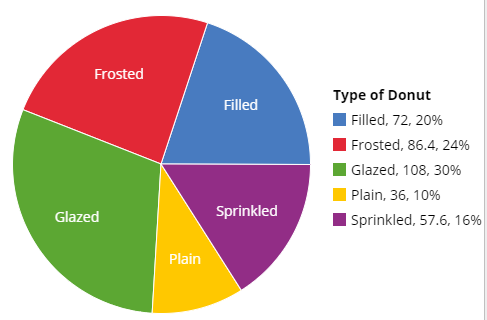 Frosted
Filled
Glazed
Sprinkled
Plain
Type of Donut
Filled, 72, 20%
Frosted, 86.4, 24%
Glazed, 108, 30%
Plain, 36, 10%
Sprinkled, 57.6, 16%